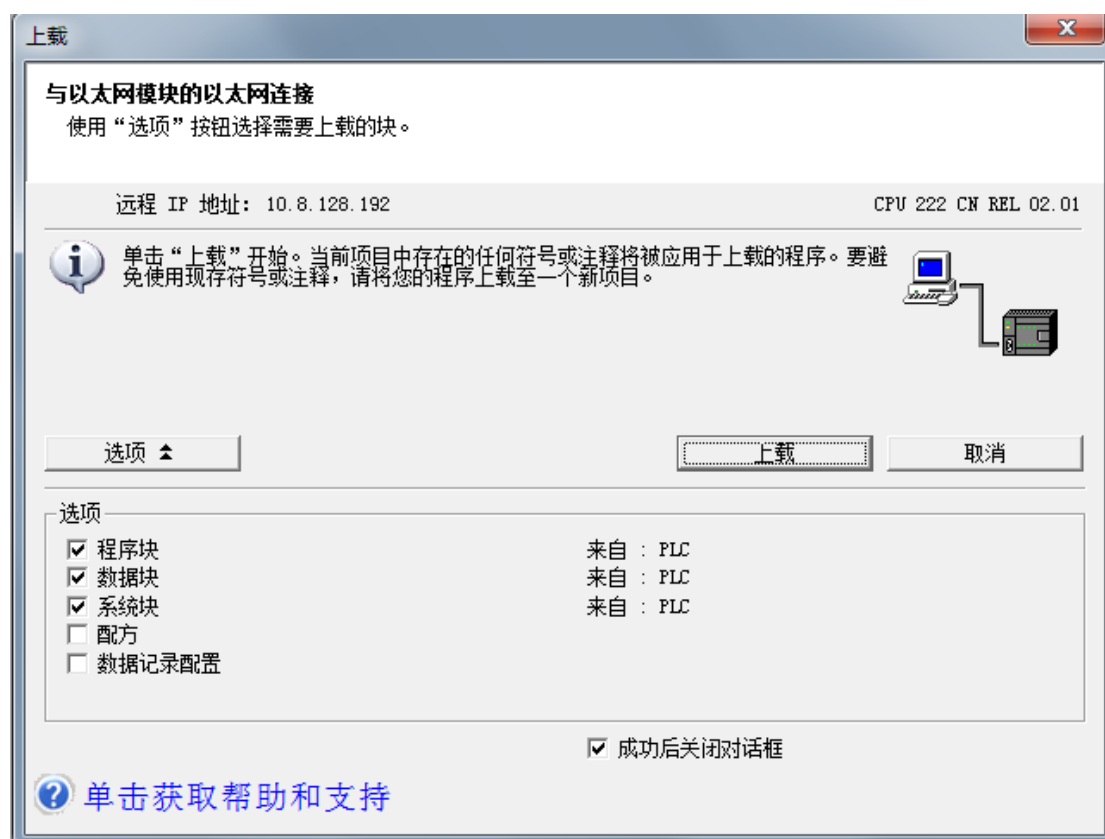 上载
与以太网模块的以太网连接
使用“选项”按钮选择需要上载的块。
远程 IP 地址: 10.8.128.192 CPU 222 CN REL 02.01
单击“上载”开始。当前项目中存在的任何符号或注释将被应用于上载的程序。要避
免使用现存符号或注释，请将您的程序上载至一个新项目。
选项 上载 取消
选项
程序块 来自 : PLC
数据块 来自 : PLC
系统块 来自 : PLC
配方
数据记录配置
成功后关闭对话框
单击获取帮助和支持